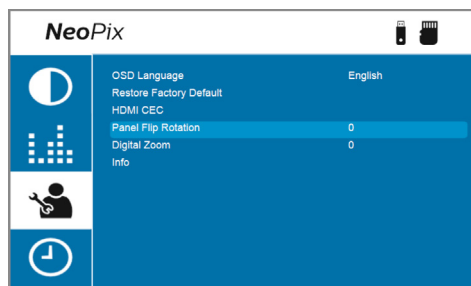 NeoPix
OSD Language English
Restore Factory Default
HDMI CEC
Panel Flip Rotation 0
Digital Zoom 0
Info